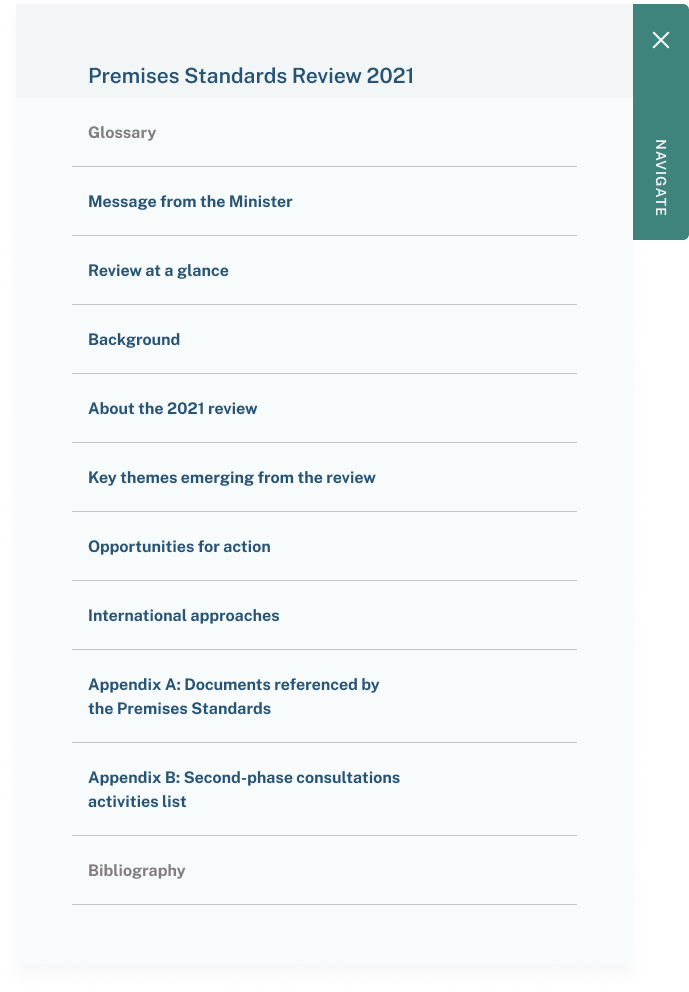 Premises Standards Review 2021
NAVIGATE
Glossary
Message from the Minister
Review at a glance
Background
About the 2021 review
Key themes emerging from the review
Opportunities for action
International approaches
Appendix A: Documents referenced by
the Premises Standards
Appendix B: Second-phase consultations
activities list
Bibliography